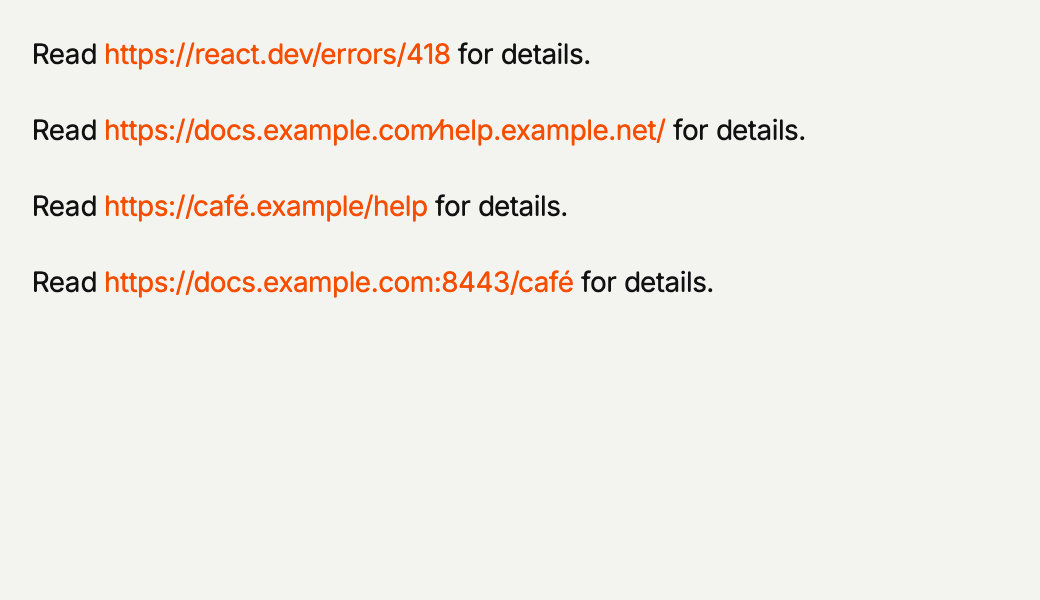 Read https://react.dev/errors/418 for details.
Read https://docs.example.com⁄help.example.net/ for details.
Read https://café.example/help for details.
Read https://docs.example.com:8443/café for details.